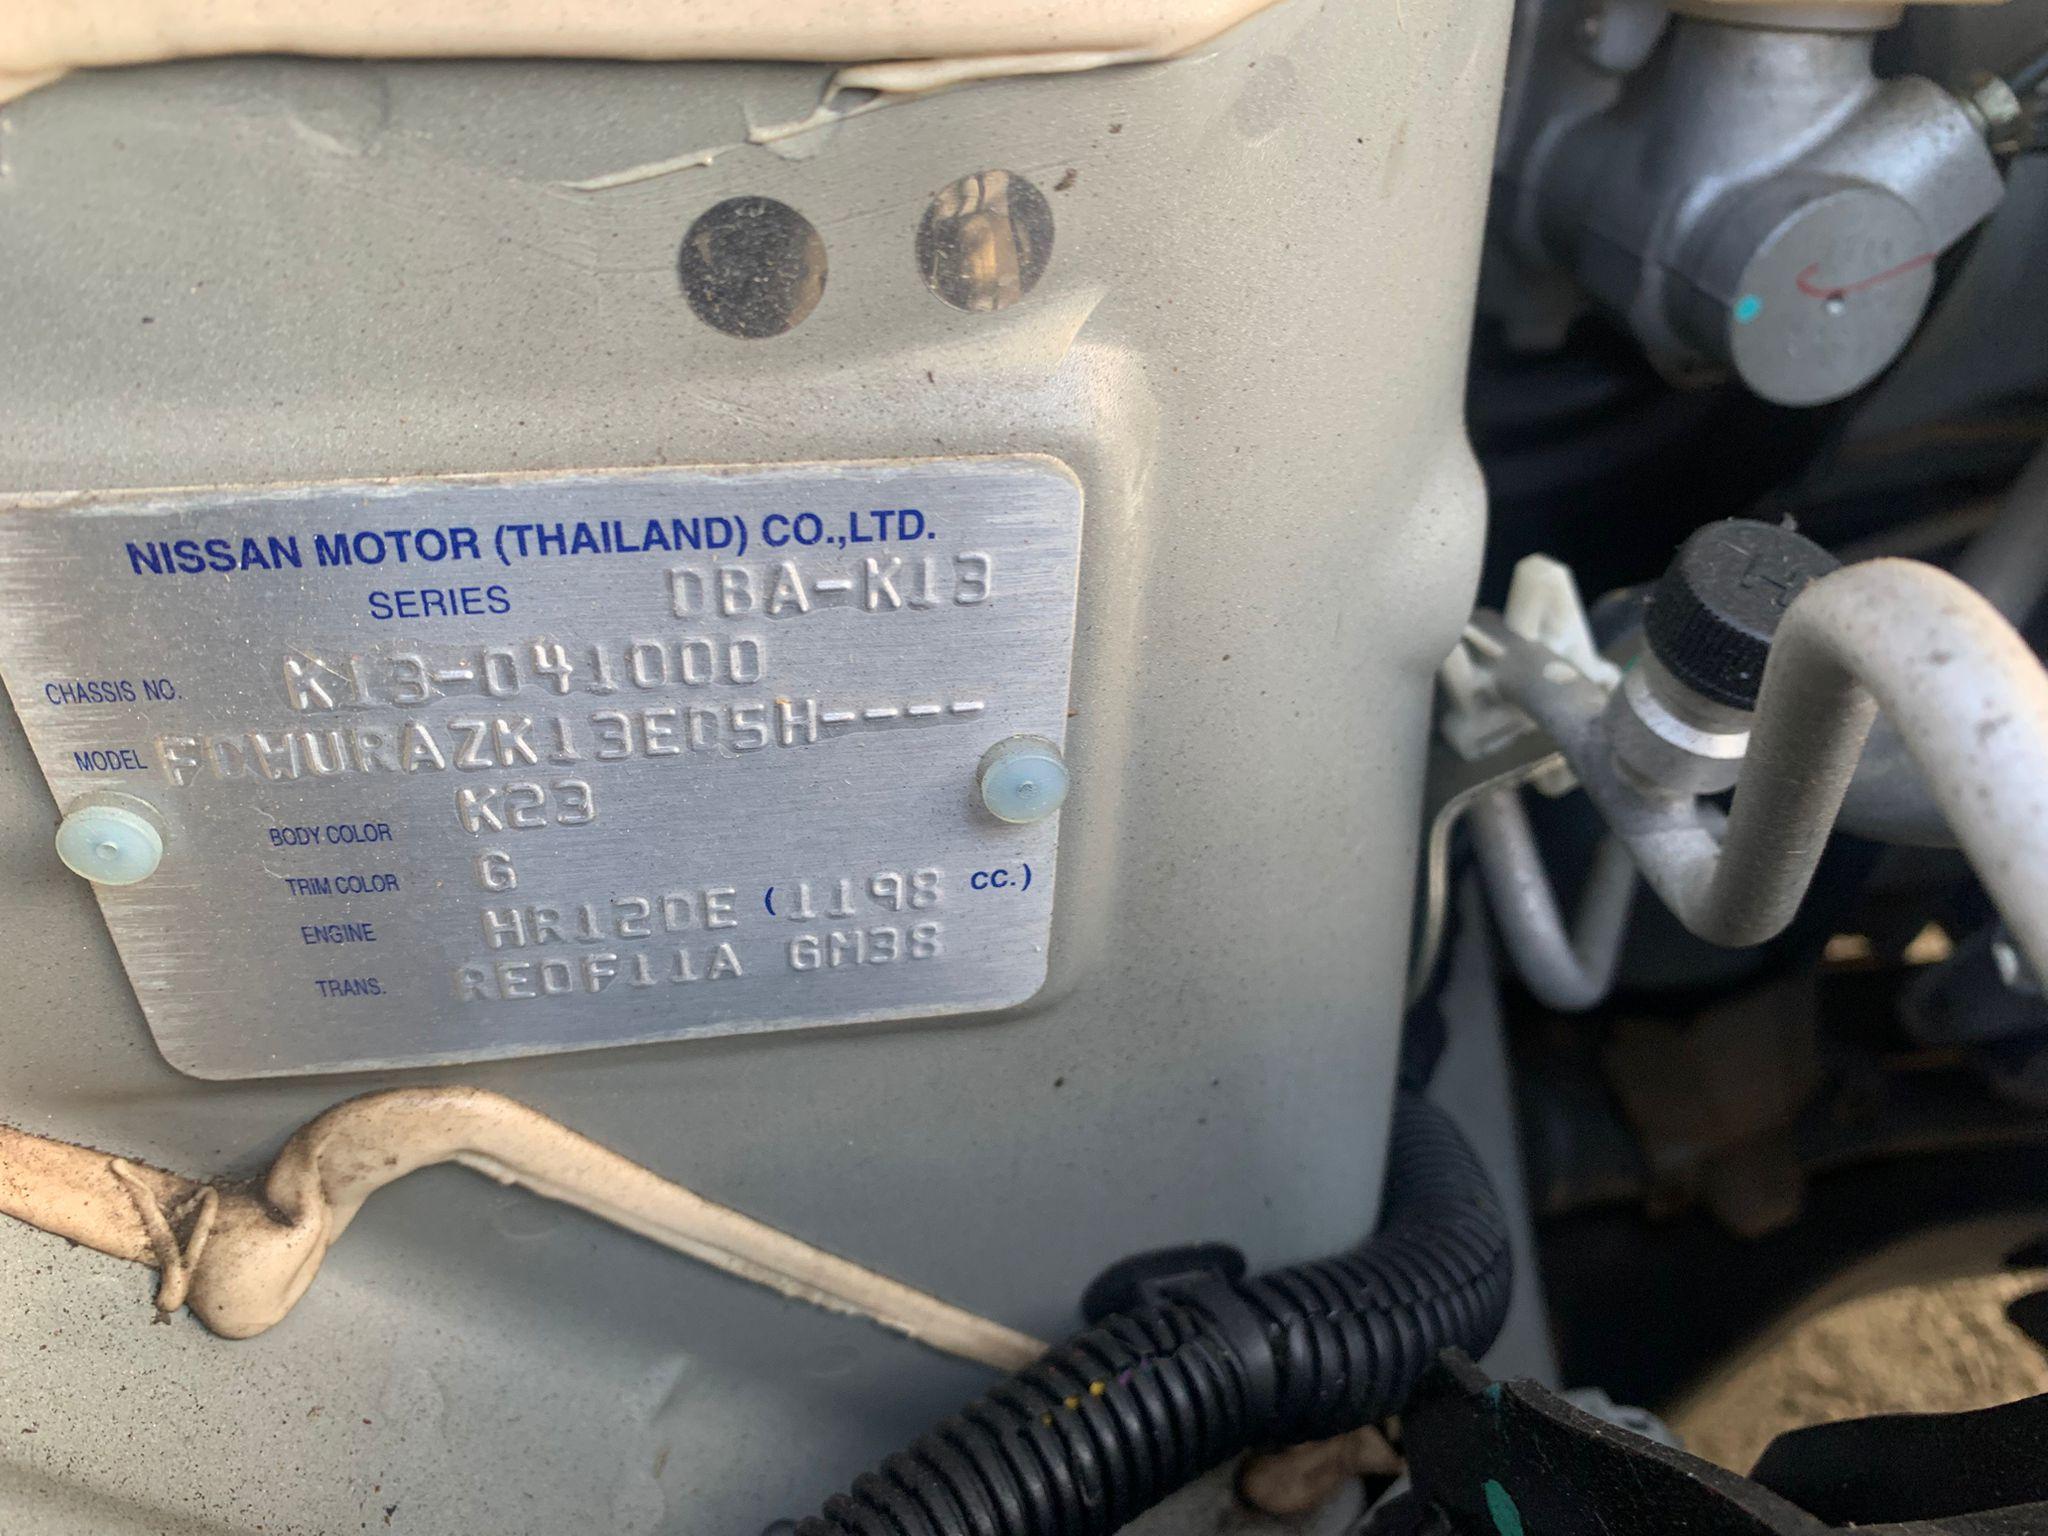 NISSAN MOTOR (THAILAND) CO.,LTD.
SERIES DBA-K13
CHASSIS NO. K13-041000
MODEL FDWURAZK13EDSH----
BODY COLOR K23
TRIM COLOR G
ENGINE HR12DE (1198 CC.)
TRANS. RE0F11A GM38